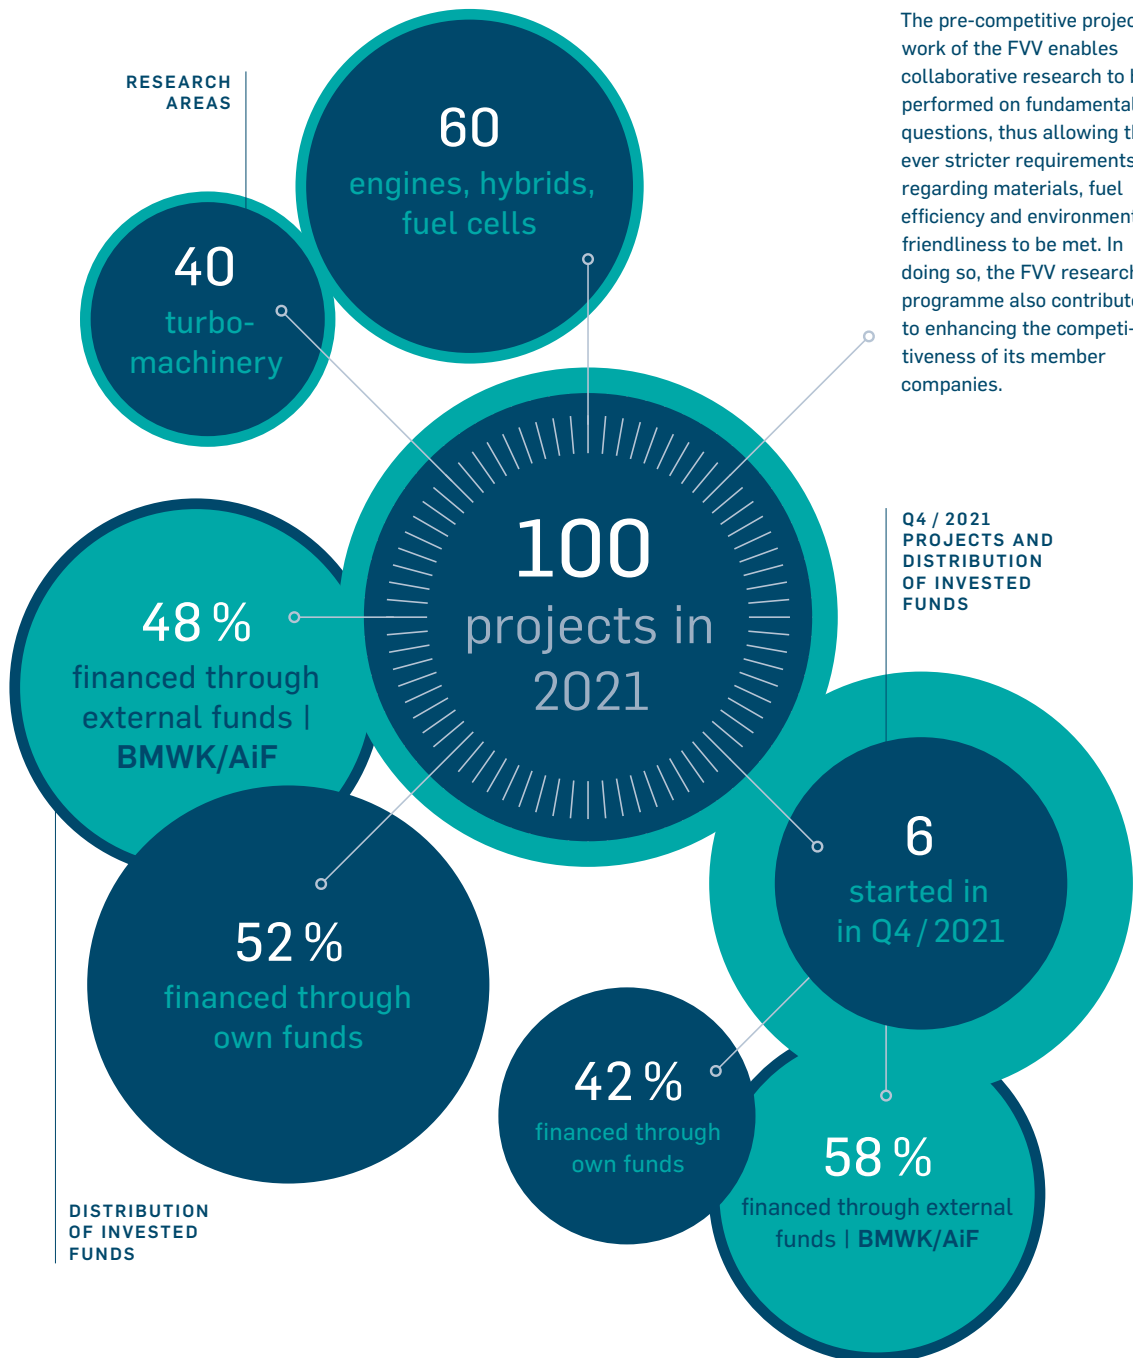 RESEARCH
AREAS
60
engines, hybrids,
fuel cells
40
turbo-
machinery
The pre-competitive projec
work of the FVV enables
collaborative research to
performed on fundamental
questions, thus allowing th
ever stricter requirements
regarding materials, fuel
efficiency and environment
friendliness to be met. In
doing so, the FVV research
programme also contribute
to enhancing the competi-
tiveness of its member
companies.
100
projects in
2021
48 %
financed through
external funds |
BMWK/AiF
52 %
financed through
own funds
DISTRIBUTION
OF INVESTED
FUNDS
Q4 / 2021
PROJECTS AND
DISTRIBUTION
OF INVESTED
FUNDS
6
started in
in Q4 / 2021
42 %
financed through
own funds
58 %
financed through external
funds | BMWK/AiF